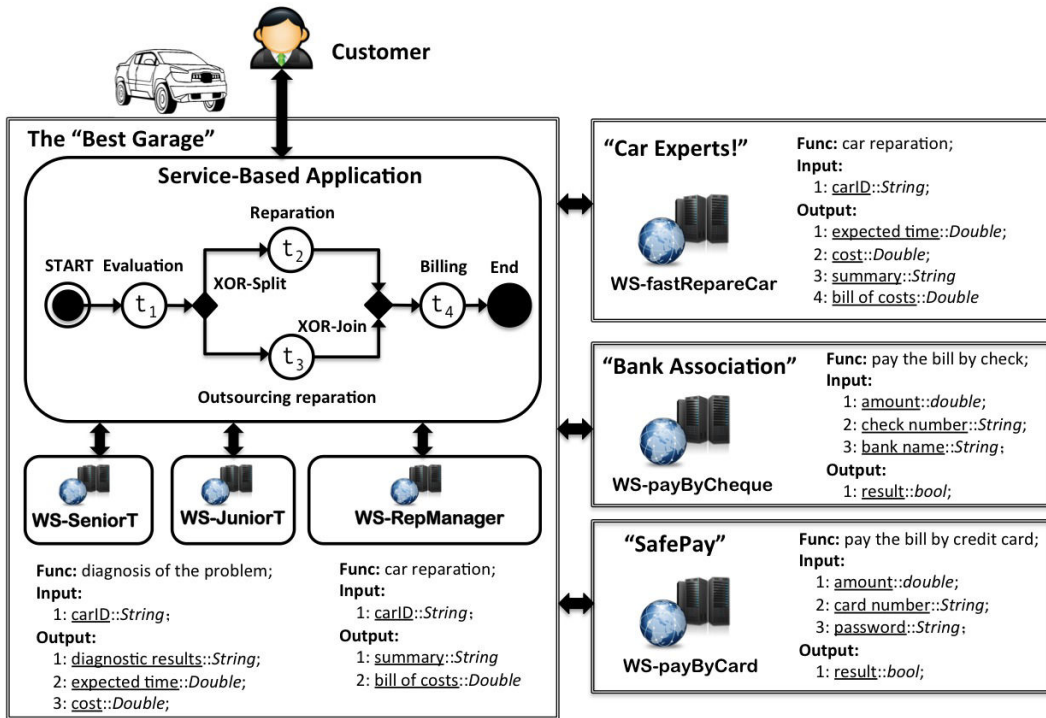 Customer
The “Best Garage”
Service-Based Application
Reparation
START
Evaluation
t2
XOR-Split
Billing
End
t1
t4
XOR-Join
t3
Outsourcing reparation
WS-SeniorT
WS-JuniorT
WS-RepManager
Func: diagnosis of the problem;
Input:
1: carID::String;
Output:
1: diagnostic results::String;
2: expected time::Double;
3: cost::Double;
Func: car reparation;
Input:
1: carID::String;
Output:
1: summary::String
2: bill of costs::Double
“Car Experts!”
WS-fastRepareCar
Func: car reparation;
Input:
1: carID::String;
Output:
1: expected time::Double;
2: cost::Double;
3: summary::String
4: bill of costs::Double
“Bank Association”
WS-payByCheque
Func: pay the bill by check;
Input:
1: amount::double;
2: check number::String;
3: bank name::String;
Output:
1: result::bool;
“SafePay”
WS-payByCard
Func: pay the bill by credit card;
Input:
1: amount::double;
2: card number::String;
3: password::String;
Output:
1: result::bool;